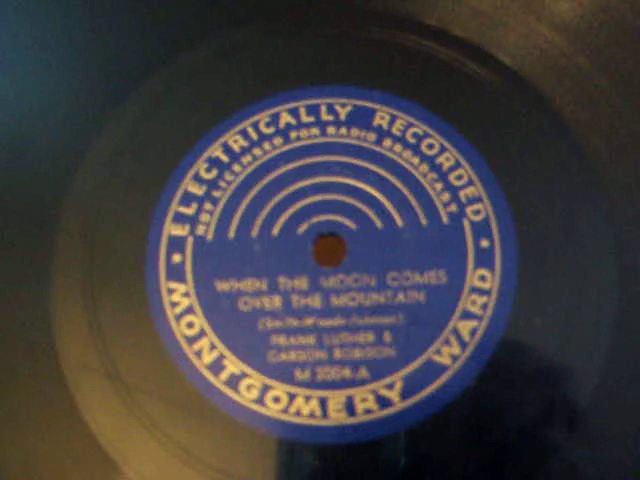 ELECTRICALLY RECORDED
NOT LICENSED FOR RADIO BROADCAST
WHEN THE MOON COMES
OVER THE MOUNTAIN
FRANK LUTHER &
CARSON ROBISON
M 3004-A
MONTGOMERY WARD